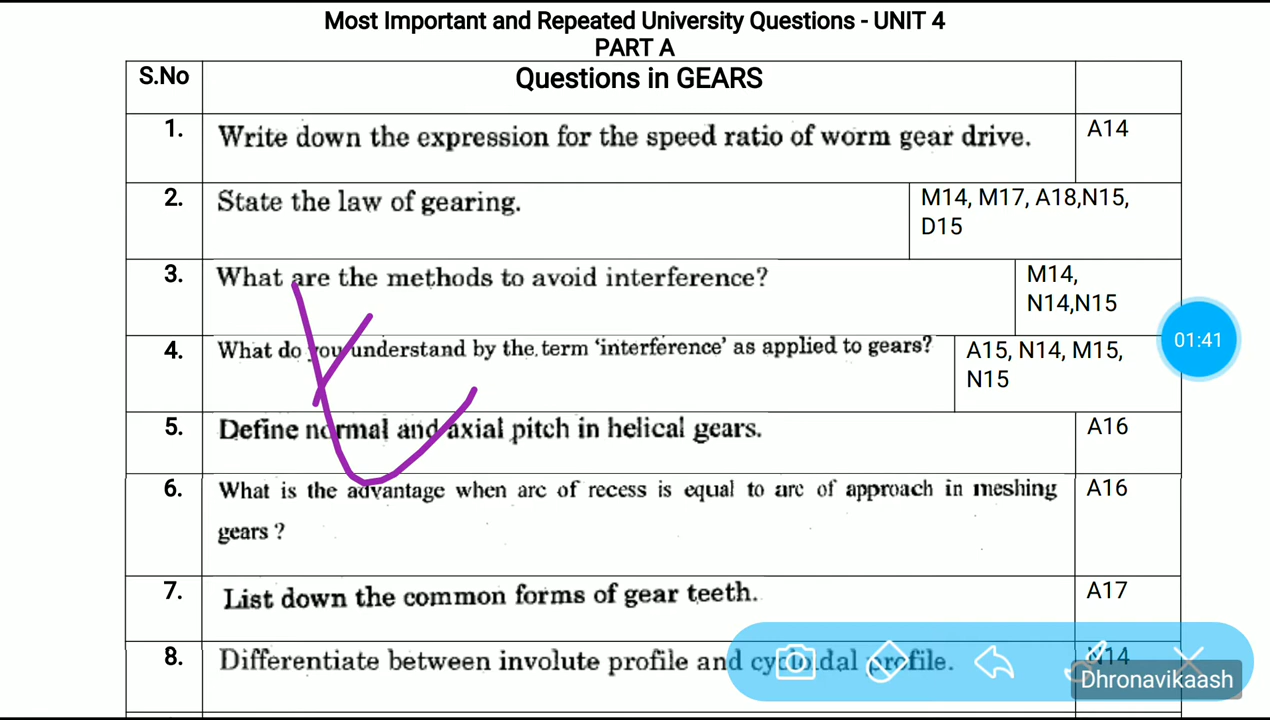 Most Important and Repeated University Questions - UNIT 4
PART A
S.No
Questions in GEARS
1.
Write down the expression for the speed ratio of worm gear drive.
A14
2.
State the law of gearing.
M14, M17, A18,N15,
D15
3.
What are the methods to avoid interference?
M14,
N14,N15
4.
What do you understand by the term 'interference' as applied to gears?
A15, N14, M15,
N15
01:41
5.
Define normal and axial pitch in helical gears.
A16
6.
What is the advantage when arc of recess is equal to arc of approach in meshing
gears ?
A16
7.
List down the common forms of gear teeth.
A17
8.
Differentiate between involute profile and cycloidal profile.
N14
Dhronavikaash